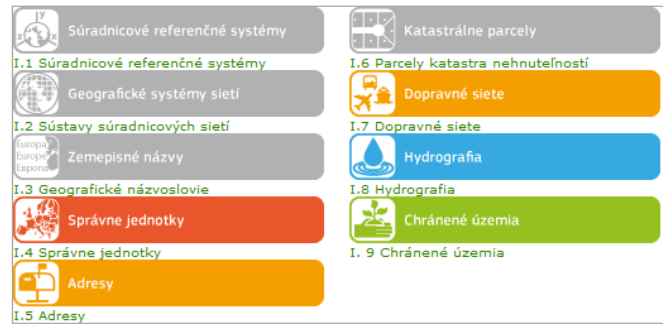 y
z
x
Súradnicové referenčné systémy
I.1 Súradnicové referenčné systémy
Geografické systémy sietí
I.2 Sústavy súradnicových sietí
Europa
Europe
Европа
Zemepisné názvy
I.3 Geografické názvoslovie
Správne jednotky
I.4 Správne jednotky
Adresy
I.5 Adresy
Katastrálne parcely
I.6 Parcely katastra nehnuteľností
Dopravné siete
I.7 Dopravné siete
Hydrografia
I.8 Hydrografia
Chránené územia
I. 9 Chránené územia